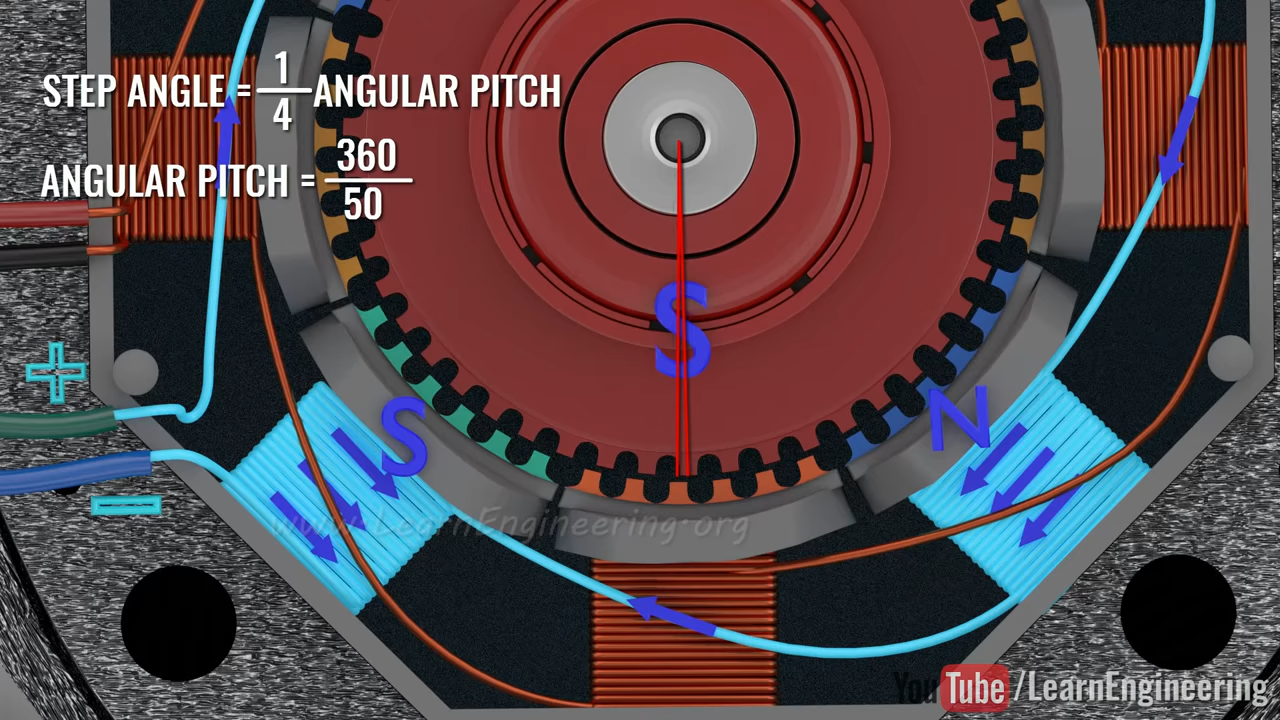 STEP ANGLE = 1/4 ANGULAR PITCH
ANGULAR PITCH = 360/50
S
S
N
+
-
www.LearnEngineering.org
YouTube/LearnEngineering